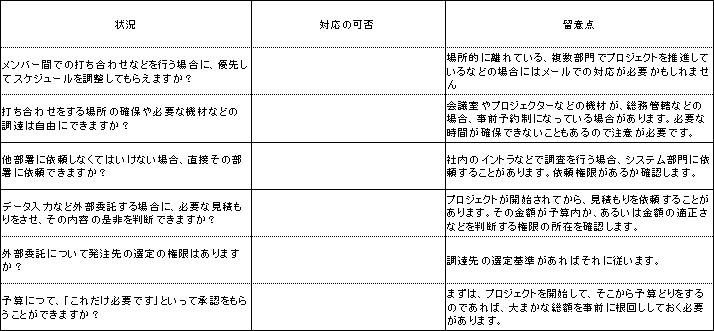 状況
対応の可否
留意点
メンバー間での打ち合わせなどを行う場合に、優先し
てスケジュールを調整してもらえますか？
場所的に離れている、複数部門でプロジェクトを推進して
いるなどの場合にはメールでの対応が必要かもしれませ
ん
打ち合わせをする場所の確保や必要な機材などの
調達は自由にできますか？
会議室やプロジェクターなどの機材が、総務管轄などの
場合、事前予約制になっている場合があります。必要な
時間が確保できないこともあるので注意が必要です。
他部署に依頼しなくてはいけない場合、直接その部
署に依頼できますか？
社内のイントラなどで調査を行う場合、システム部門に依
頼することがあります。依頼権限があるか確認します。
データ入力など外部委託する場合に、必要な見積も
りをさせ、その内容の是非を判断できますか？
プロジェクトが開始されてから、見積もりを依頼することが
あります。その金額が予算内か、あるいは金額の適正さ
などを判断する権限の所在を確認します。
外部委託について発注先の選定の権限はあります
か？
調達先の選定基準があればそれに従います。
予算につて、「これだけ必要です」といって承認をもら
うことができますか？
まずは、プロジェクトを開始して、そこから予算どりをする
のであれば、大まかな総額を事前に根回ししておく必要
があります。